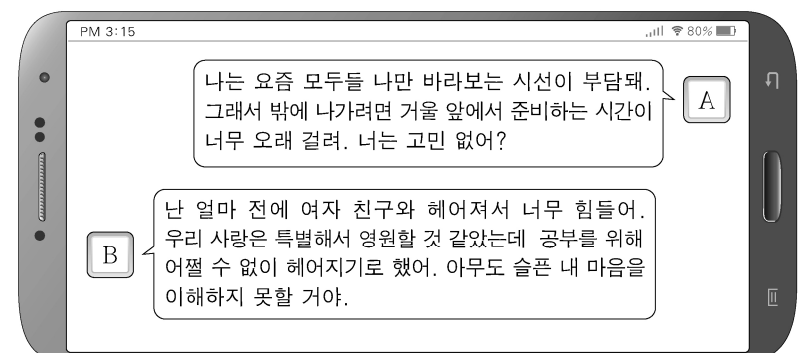 PM 3:15
80%
나는 요즘 모두들 나만 바라보는 시선이 부담돼.
그래서 밖에 나가려면 거울 앞에서 준비하는 시간이
너무 오래 걸려. 너는 고민 없어?
A
난 얼마 전에 여자 친구와 헤어져서 너무 힘들어.
우리 사랑은 특별해서 영원할 것 같았는데 공부를 위해
어쩔 수 없이 헤어지기로 했어. 아무도 슬픈 내 마음을
이해하지 못할 거야.
B